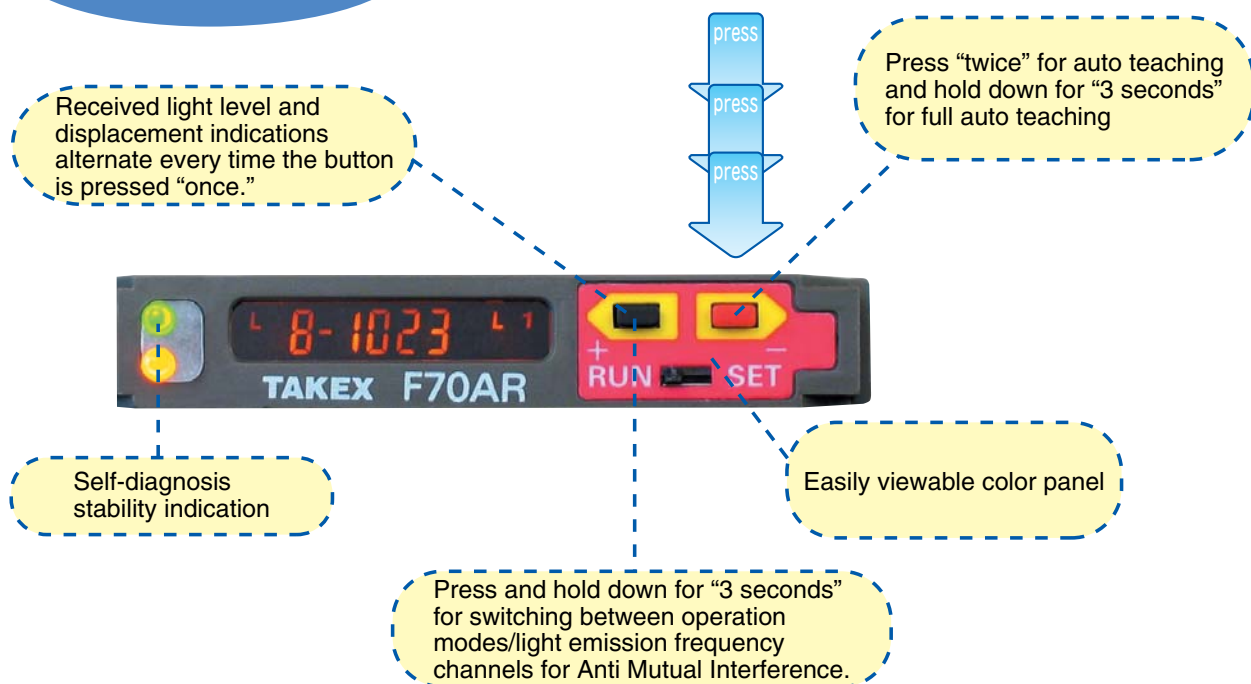 press
press
press
Press “twice” for auto teaching
and hold down for “3 seconds”
for full auto teaching
Received light level and
displacement indications
alternate every time the button
is pressed “once.”
L 8-1023 L 1
TAKEX F70AR
+ −
RUN SET
Self-diagnosis
stability indication
Easily viewable color panel
Press and hold down for “3 seconds”
for switching between operation
modes/light emission frequency
channels for Anti Mutual Interference.